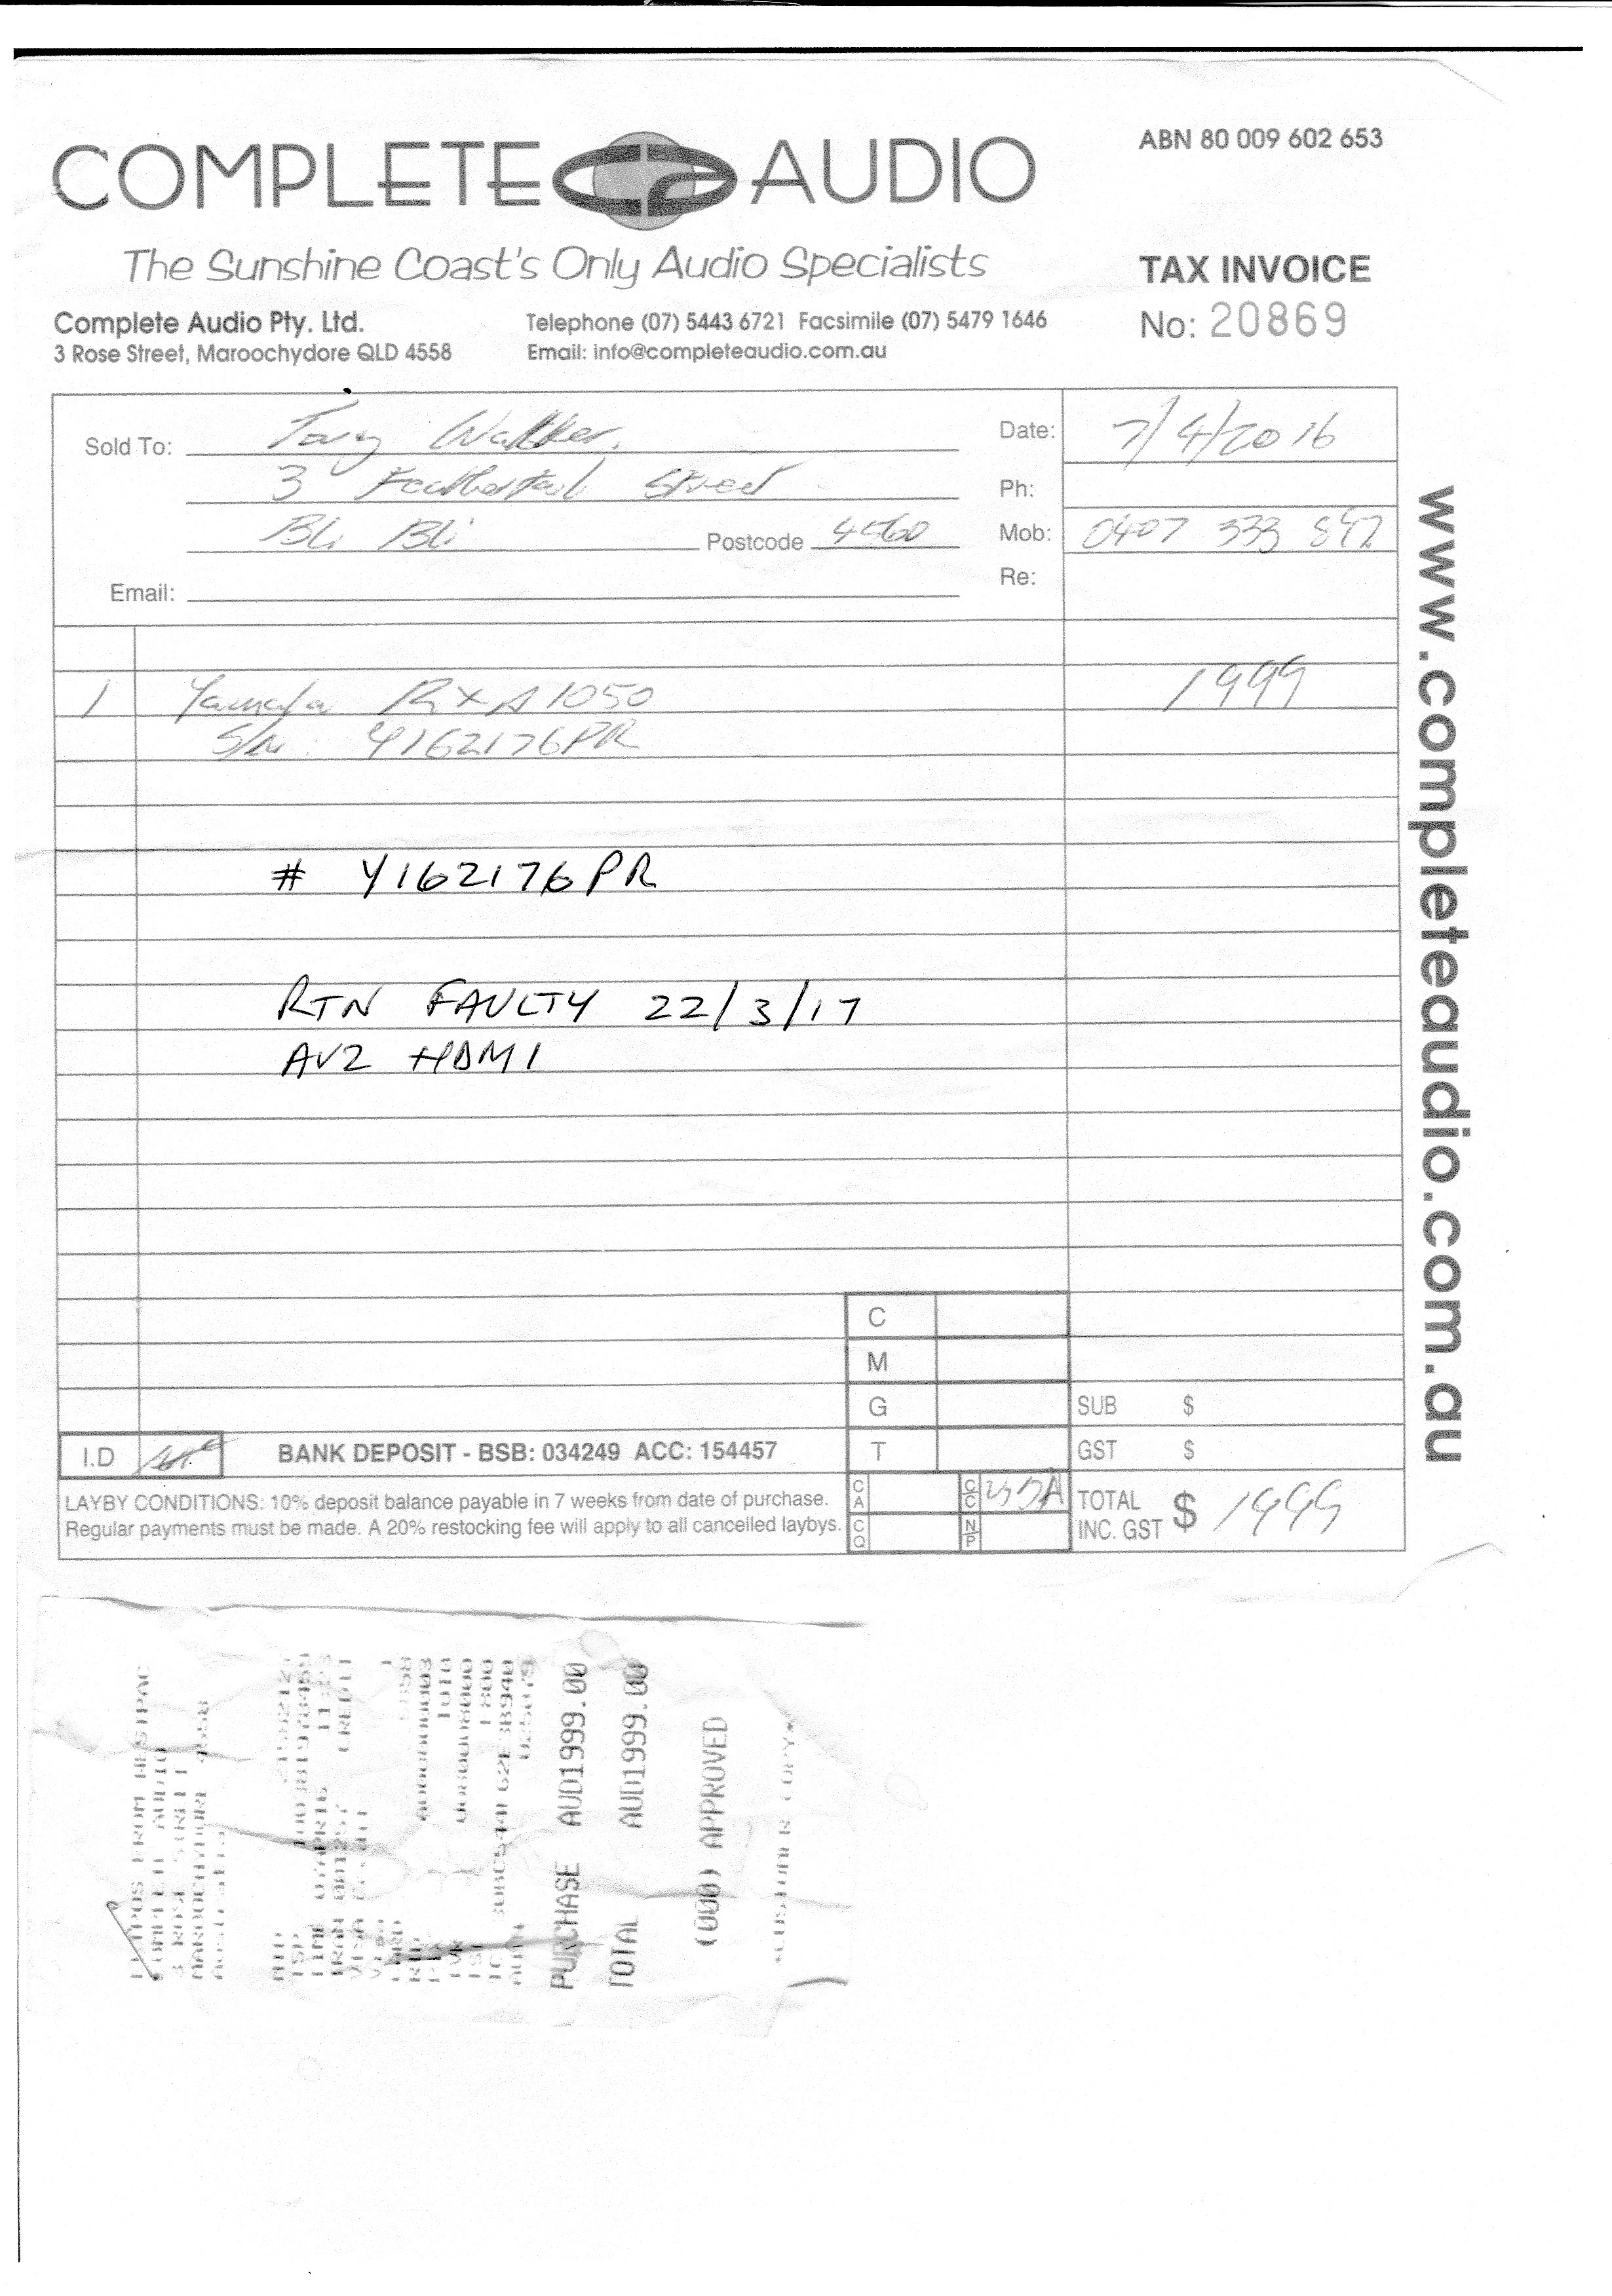 COMPLETE AUDIO
ABN 80 009 602 653
The Sunshine Coast's Only Audio Specialists
TAX INVOICE
Complete Audio Pty. Ltd.
Telephone (07) 5443 6721 Facsimile (07) 5479 1646
No: 20869
3 Rose Street, Maroochydore QLD 4558
Email: info@completeaudio.com.au
Sold To: Tony Walker.
Date: 7/4/2016
3 Feathertail Street
Ph:
Bli Bli Postcode 4560
Mob: 0407 333 842
Re:
Email:
1 Yamaha RXA1050 1999
S/N: Y162176PR
# Y162176PR
RTN FAULTY 22/3/17
AV2 HDMI
C
M
G SUB $
I.D BANK DEPOSIT - BSB: 034249 ACC: 154457 T GST $
LAYBY CONDITIONS: 10% deposit balance payable in 7 weeks from date of purchase.
Regular payments must be made. A 20% restocking fee will apply to all cancelled laybys.
CA CC VISA
CQ NP
TOTAL INC. GST $ 1999
www.completeaudio.com.au
EFTPOS FROM WESTPAC
COMPLETE AUDIO
3 ROSE STREET
MAROOCHYDORE 4558
CREDIT
PURCHASE AUD1999.00
TOTAL AUD1999.00
(000) APPROVED
*CUSTOMER COPY*